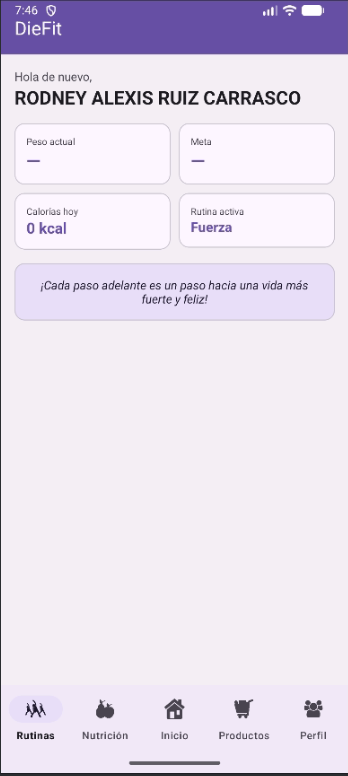 7:46
DieFit
Hola de nuevo,
RODNEY ALEXIS RUIZ CARRASCO
Peso actual
—
Meta
—
Calorías hoy
0 kcal
Rutina activa
Fuerza
¡Cada paso adelante es un paso hacia una vida más
fuerte y feliz!
Rutinas
Nutrición
Inicio
Productos
Perfil